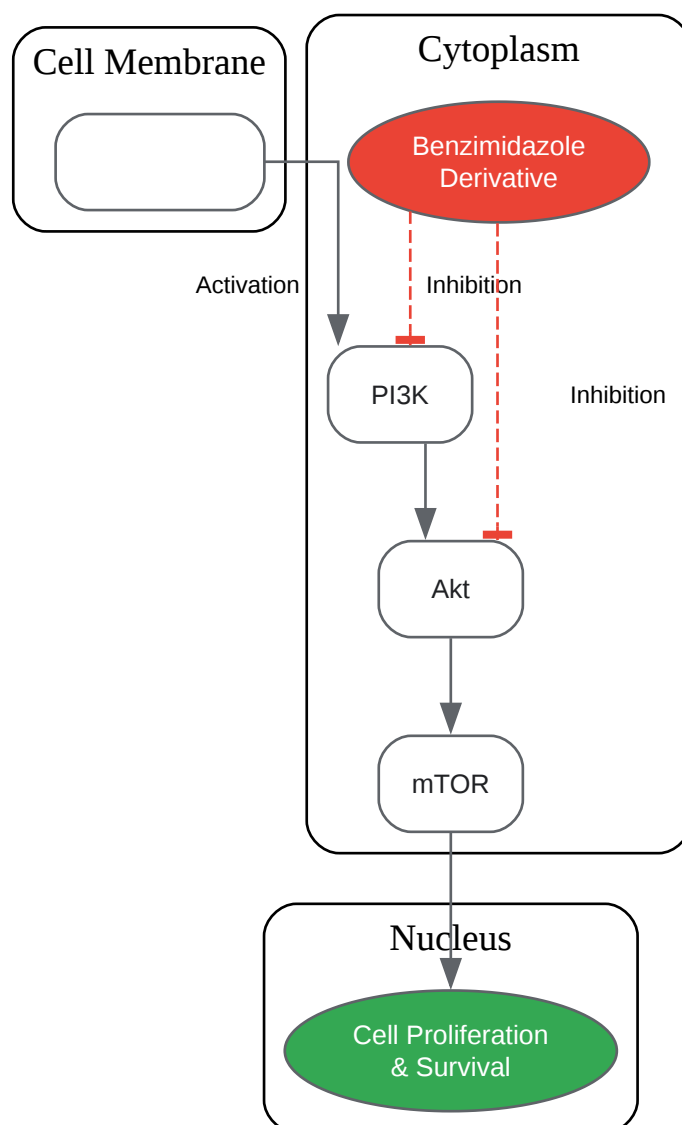 Cell Membrane
Cytoplasm
Benzimidazole
Derivative
Activation
Inhibition
PI3K
Inhibition
Akt
mTOR
Nucleus
Cell Proliferation
& Survival